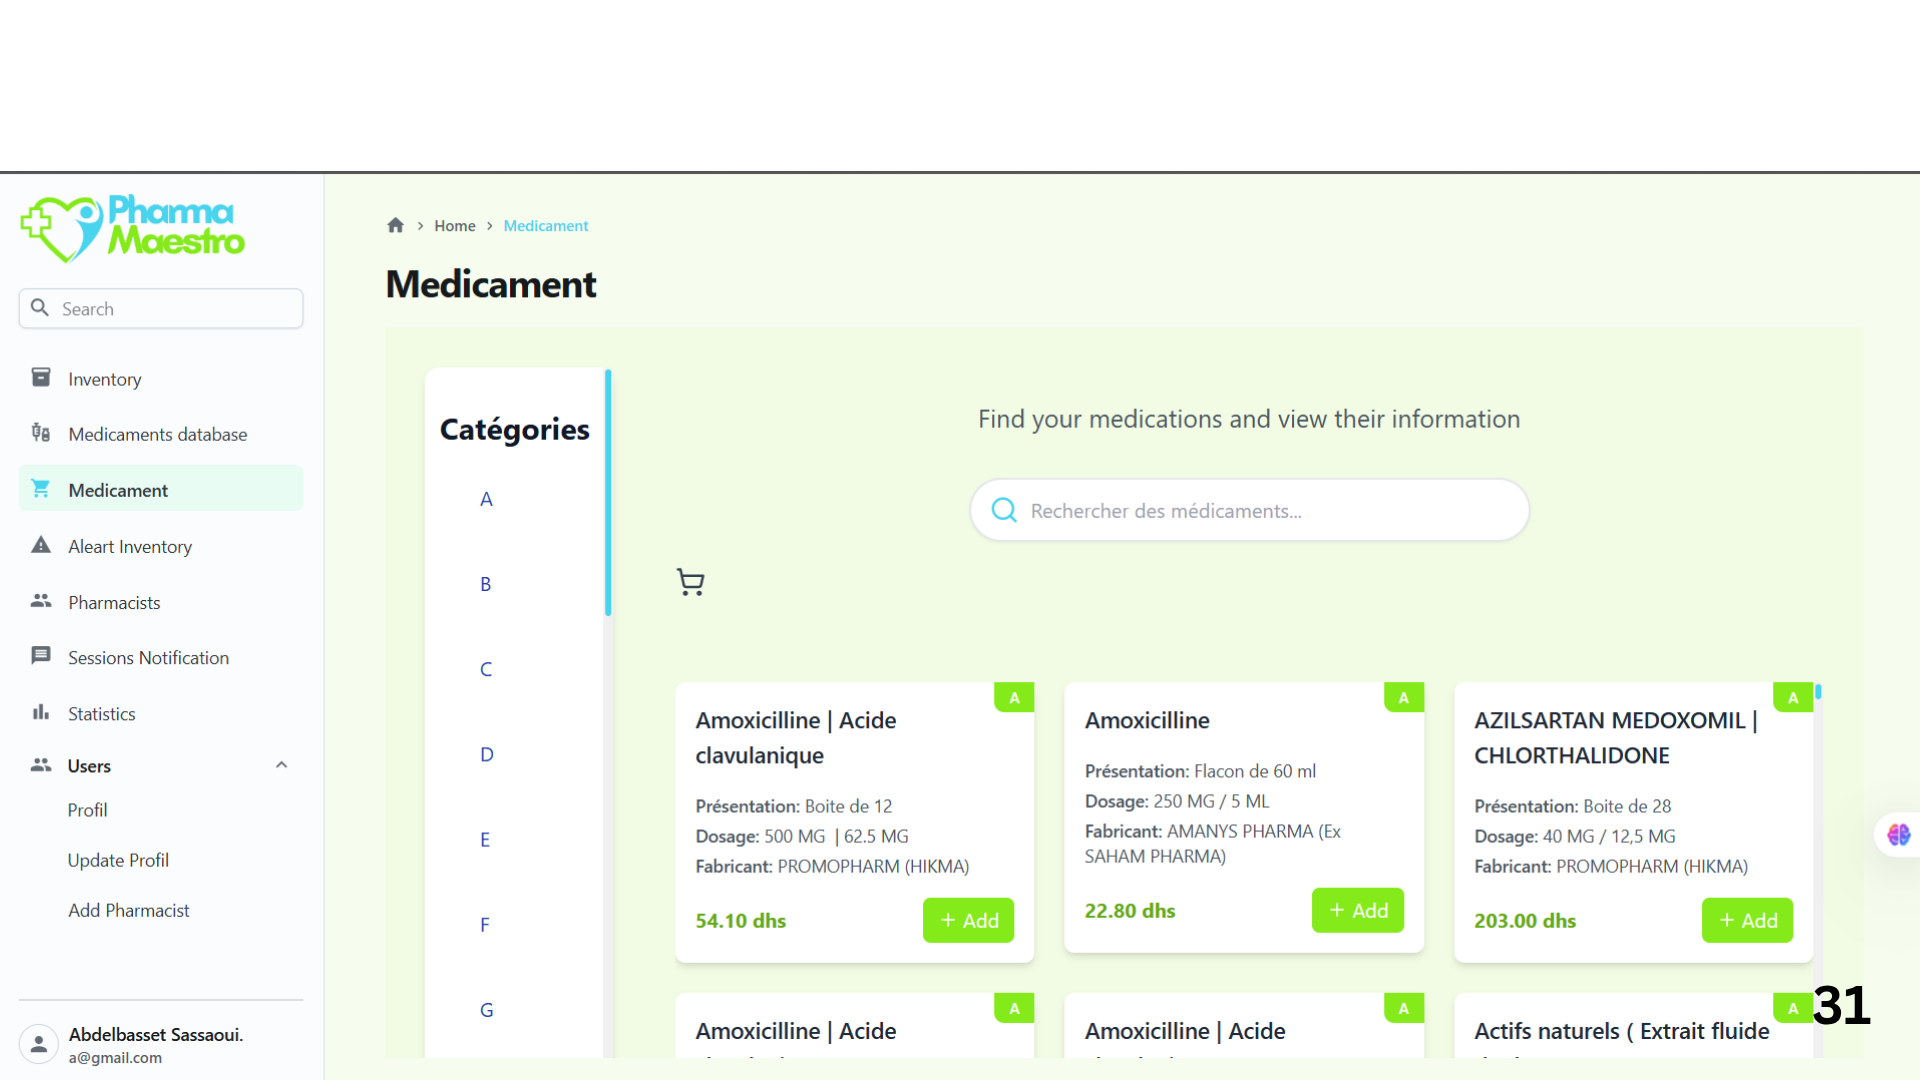 Pharma
Maestro
Search
Inventory
Medicaments database
Medicament
Aleart Inventory
Pharmacists
Sessions Notification
Statistics
Users
Profil
Update Profil
Add Pharmacist
Abdelbasset Sassaoui.
a@gmail.com
Home
Medicament
Medicament
Catégories
A
B
C
D
E
F
G
Find your medications and view their information
Rechercher des médicaments...
A
Amoxicilline | Acide
clavulanique
Présentation: Boite de 12
Dosage: 500 MG | 62.5 MG
Fabricant: PROMOPHARM (HIKMA)
54.10 dhs
+ Add
A
Amoxicilline
Présentation: Flacon de 60 ml
Dosage: 250 MG / 5 ML
Fabricant: AMANYS PHARMA (Ex
SAHAM PHARMA)
22.80 dhs
+ Add
A
AZILSARTAN MEDOXOMIL |
CHLORTHALIDONE
Présentation: Boite de 28
Dosage: 40 MG / 12,5 MG
Fabricant: PROMOPHARM (HIKMA)
203.00 dhs
+ Add
A
Amoxicilline | Acide
A
Amoxicilline | Acide
A
Actifs naturels ( Extrait fluide
31